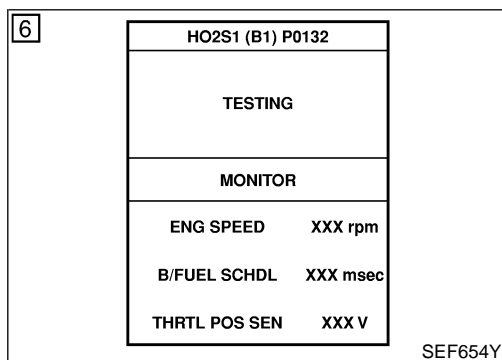 6
HO2S1 (B1) P0132
TESTING
MONITOR
ENG SPEED XXX rpm
B/FUEL SCHDL XXX msec
THRTL POS SEN XXX V
SEF654Y